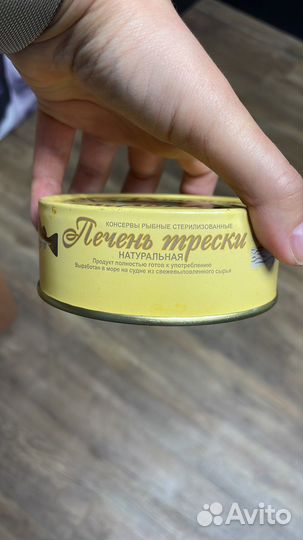 КОНСЕРВЫ РЫБНЫЕ СТЕРИЛИЗОВАННЫЕ
Печень трески
НАТУРАЛЬНАЯ
Продукт полностью готов к употреблению
Выработан в море на судне из свежевыловленного сырья
Avito